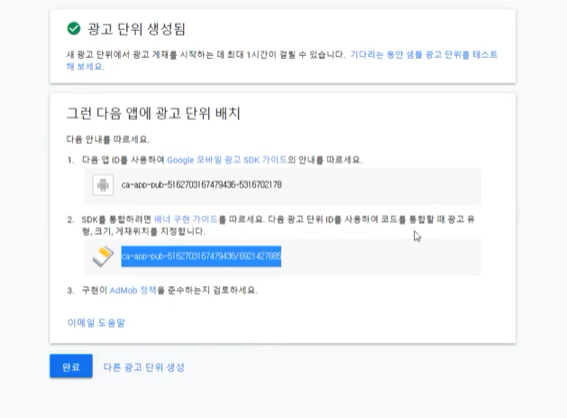 광고 단위 생성됨
새 광고 단위에서 광고 게재를 시작하는 데 최대 1시간이 걸릴 수 있습니다. 기다리는 동안 샘플 광고 단위를 테스트
해 보세요.
그런 다음 앱에 광고 단위 배치
다음 안내를 따르세요.
1. 다음 앱 ID를 사용하여 Google 모바일 광고 SDK 가이드의 안내를 따르세요.
ca-app-pub-5162703167479436-5316702178
2. SDK를 통합하려면 배너 구현 가이드를 따르세요. 다음 광고 단위 ID를 사용하여 코드를 통합할 때 광고 유
형, 크기, 게재위치를 지정합니다.
ca-app-pub-5162703167479436/6921427885
3. 구현이 AdMob 정책을 준수하는지 검토하세요.
이메일 도움말
완료 다른 광고 단위 생성